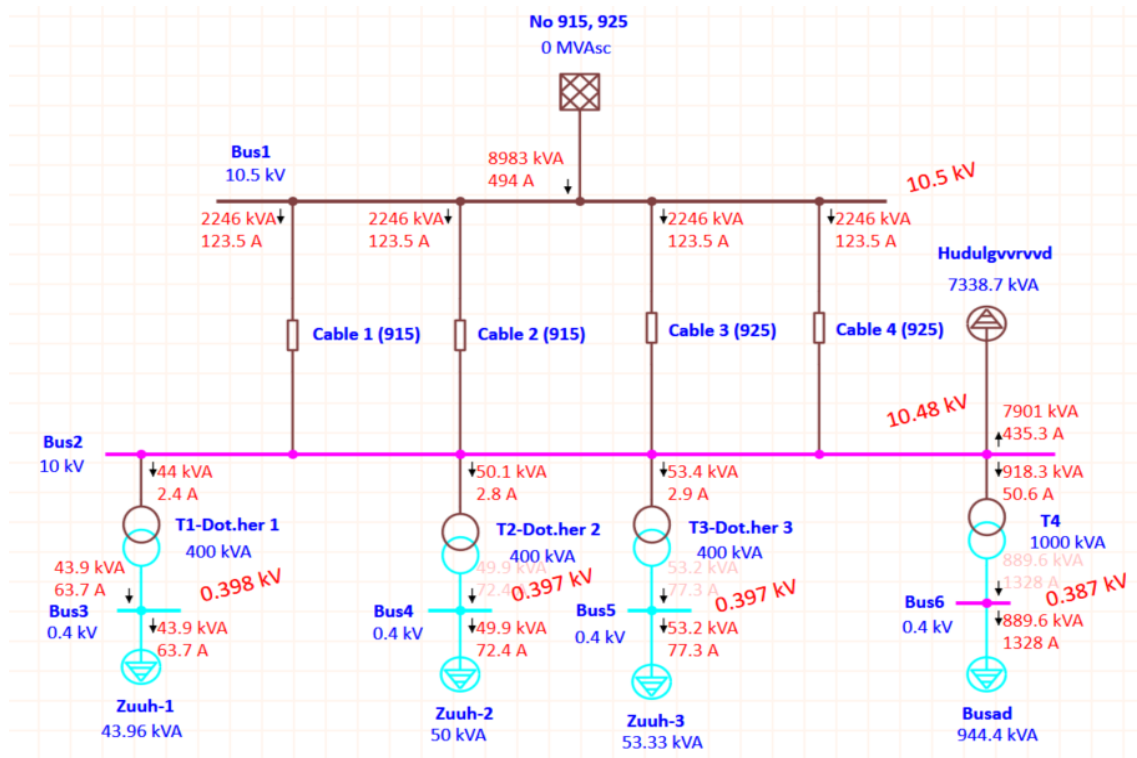 No 915, 925
0 MVAsc
Bus1
10.5 kV
8983 kVA
494 A
10.5 kV
2246 kVA
123.5 A
2246 kVA
123.5 A
2246 kVA
123.5 A
2246 kVA
123.5 A
Hudulgvvrvvd
7338.7 kVA
Cable 1 (915)
Cable 2 (915)
Cable 3 (925)
Cable 4 (925)
10.48 kV
7901 kVA
435.3 A
Bus2
10 kV
44 kVA
2.4 A
50.1 kVA
2.8 A
53.4 kVA
2.9 A
918.3 kVA
50.6 A
T1-Dot.her 1
400 kVA
T2-Dot.her 2
400 kVA
T3-Dot.her 3
400 kVA
T4
1000 kVA
43.9 kVA
63.7 A
0.398 kV
49.9 kVA
72.4 A
0.397 kV
53.2 kVA
77.3 A
0.397 kV
889.6 kVA
1328 A
0.387 kV
Bus3
0.4 kV
43.9 kVA
63.7 A
Bus4
0.4 kV
49.9 kVA
72.4 A
Bus5
0.4 kV
53.2 kVA
77.3 A
Bus6
0.4 kV
889.6 kVA
1328 A
Zuuh-1
43.96 kVA
Zuuh-2
50 kVA
Zuuh-3
53.33 kVA
Busad
944.4 kVA